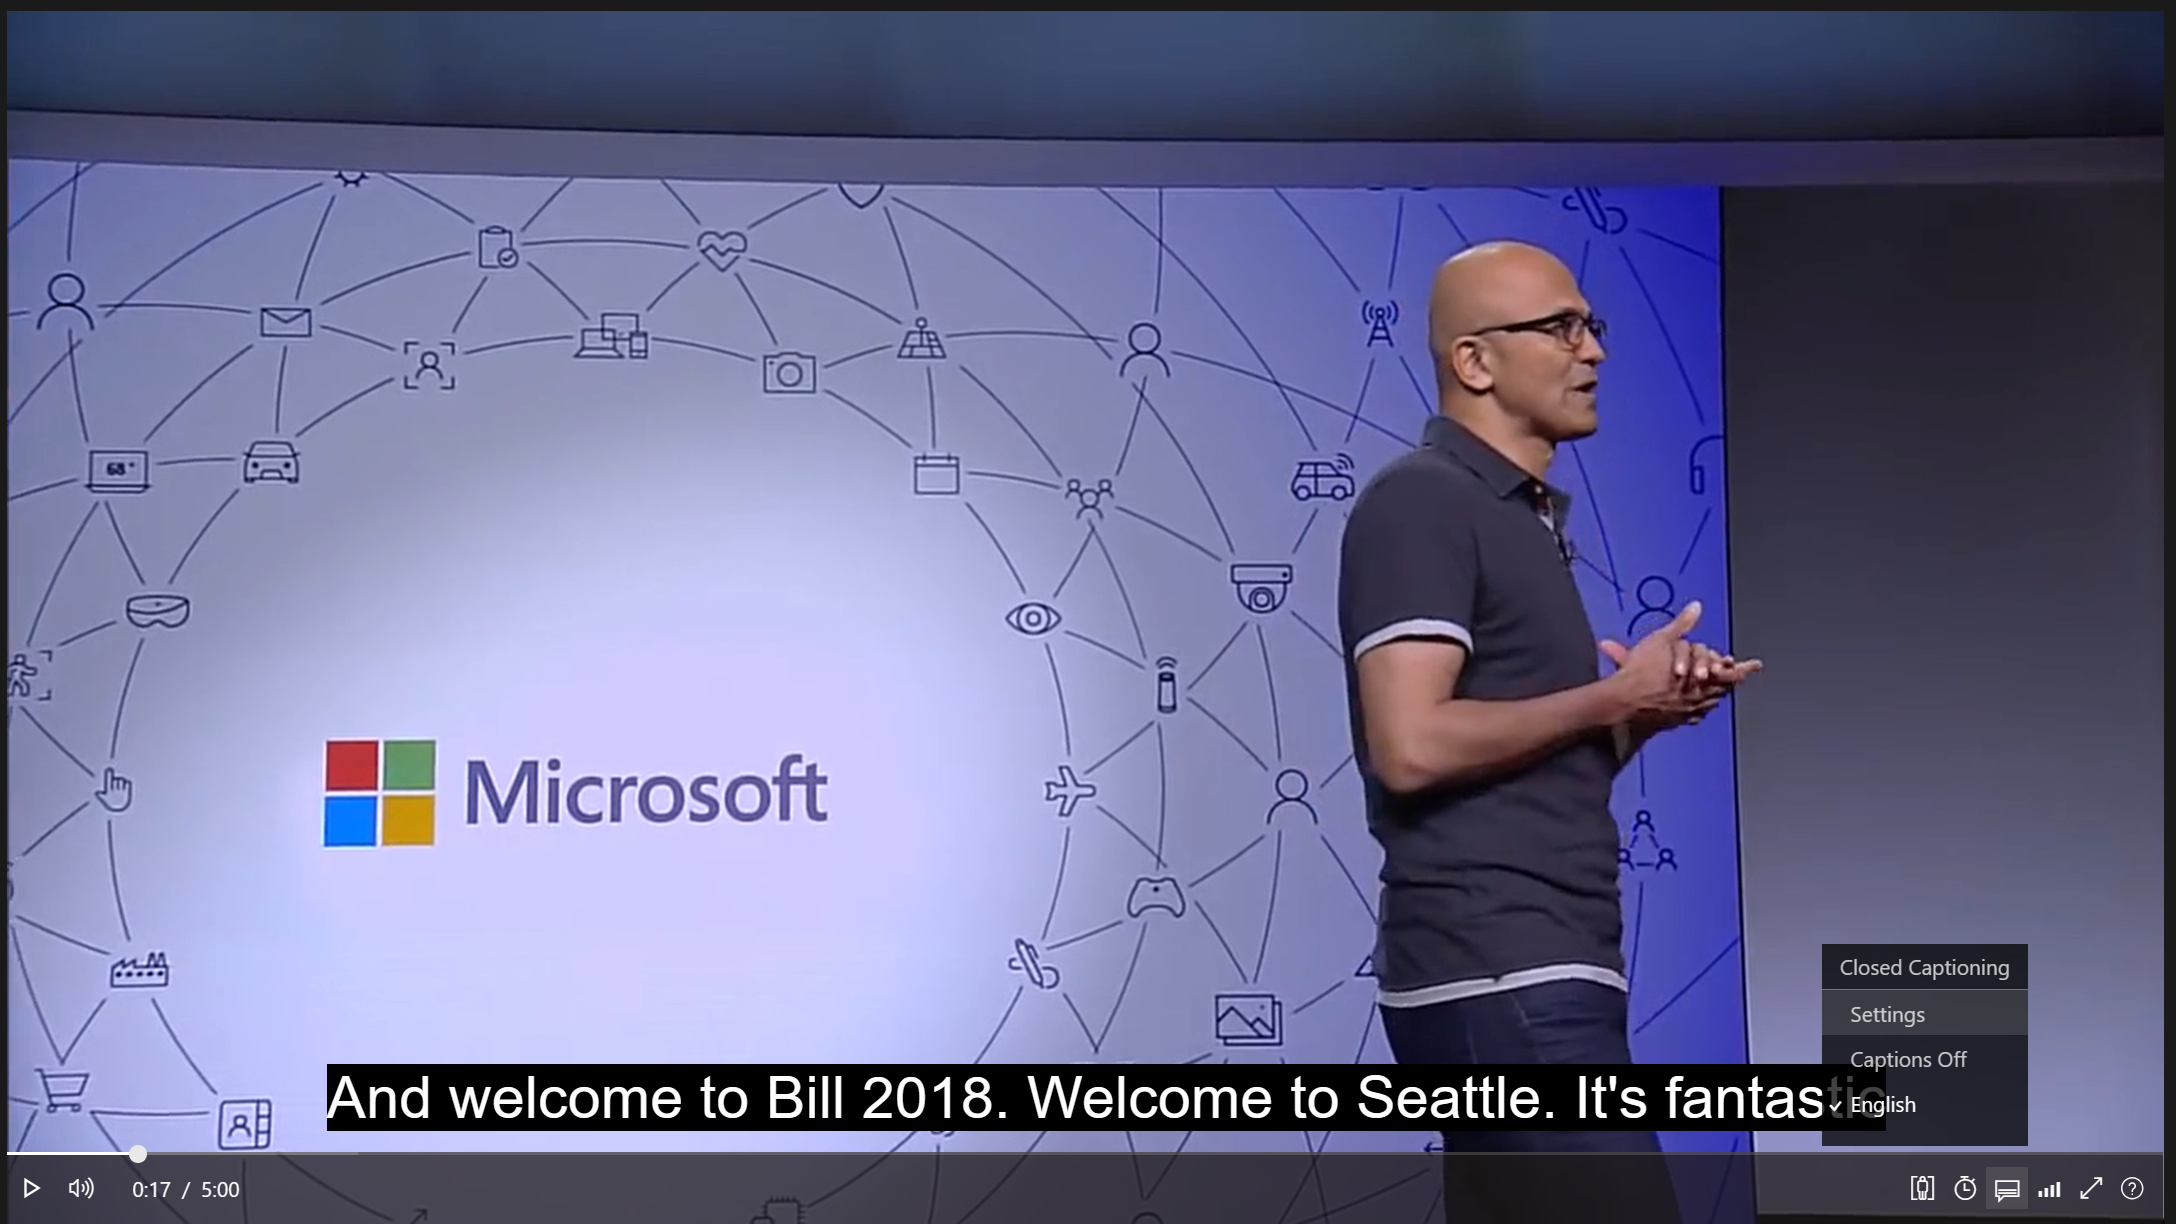 68°
Microsoft
Closed Captioning
Settings
Captions Off
English
And welcome to Bill 2018. Welcome to Seattle. It's fantastic
0:17 / 5:00